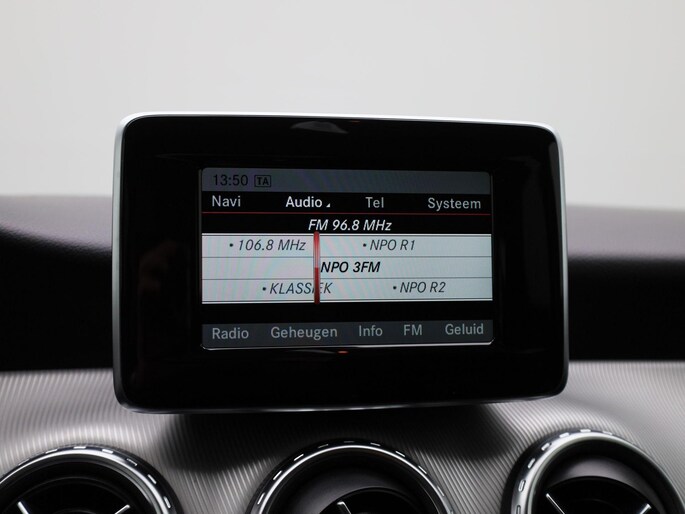 13:50 TA
Navi Audio Tel Systeem
FM 96.8 MHz
• 106.8 MHz • NPO R1
NPO 3FM
• KLASSIEK • NPO R2
Radio Geheugen Info FM Geluid